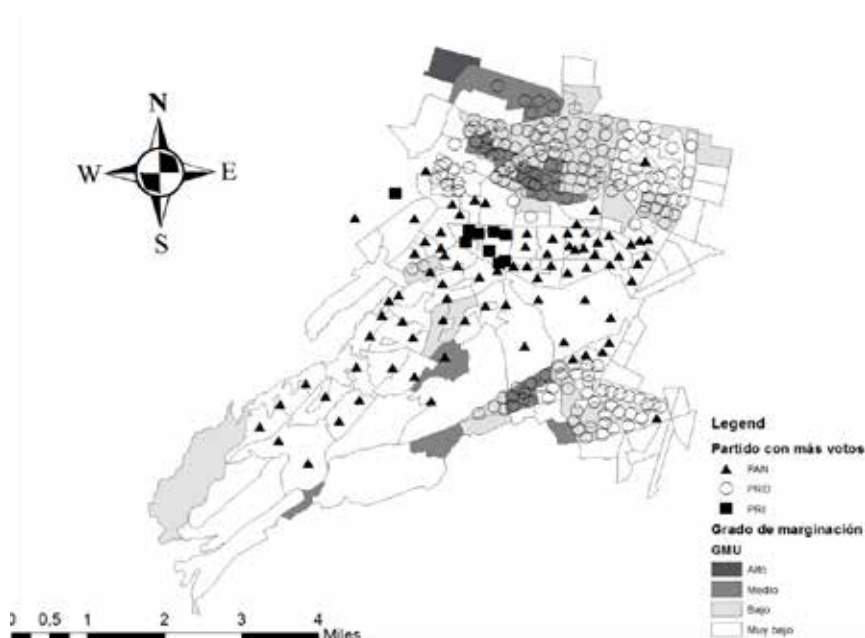 N
W E
S
Legend
Partido con más votos
PAN
PRD
PRI
Grado de marginación
GMU
Alto
Medio
Bajo
Muy bajo
0 0,5 1 2 3 4
Miles